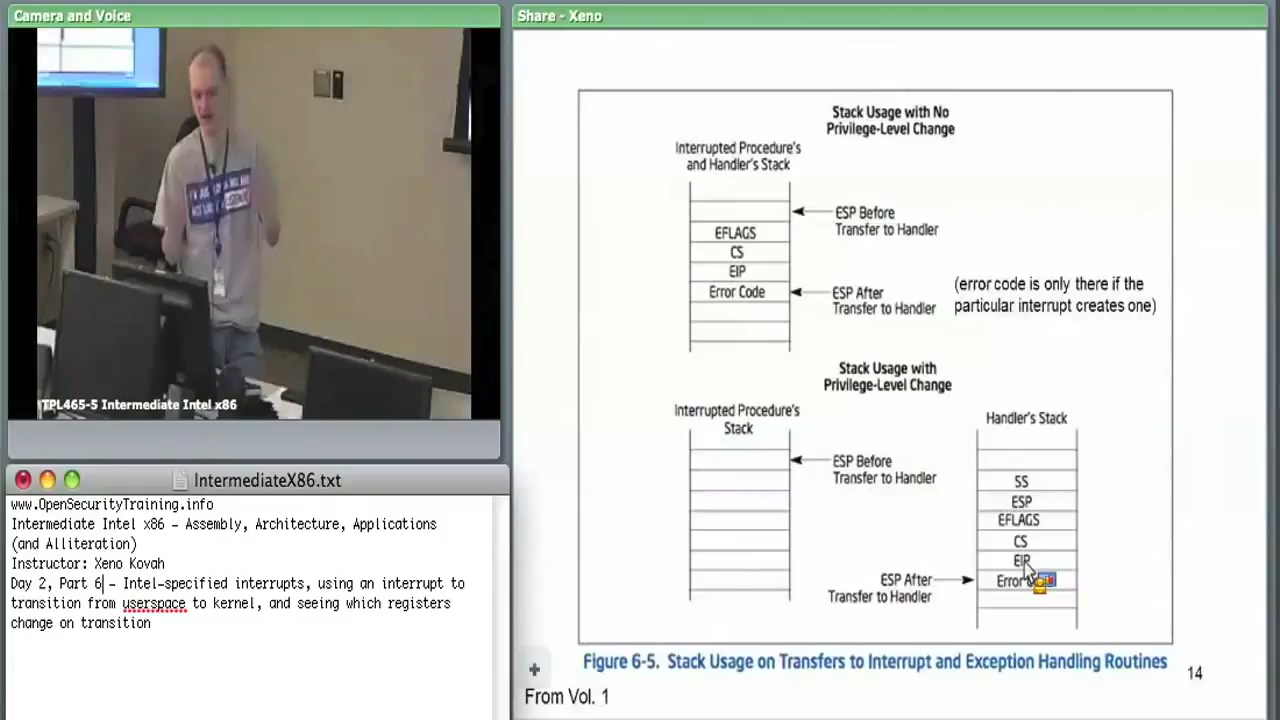 Camera and Voice
TPL465-5 Intermediate Intel x86
IntermediateX86.txt
www.OpenSecurityTraining.info
Intermediate Intel x86 – Assembly, Architecture, Applications
(and Alliteration)
Instructor: Xeno Kovah
Day 2, Part 6 – Intel-specified interrupts, using an interrupt to
transition from userspace to kernel, and seeing which registers
change on transition
Share - Xeno
Stack Usage with No
Privilege-Level Change
Interrupted Procedure's
and Handler's Stack
ESP Before
Transfer to Handler
EFLAGS
CS
EIP
Error Code
ESP After
Transfer to Handler
(error code is only there if the
particular interrupt creates one)
Stack Usage with
Privilege-Level Change
Interrupted Procedure's
Stack
Handler's Stack
ESP Before
Transfer to Handler
SS
ESP
EFLAGS
CS
EIP
Error
ESP After
Transfer to Handler
Figure 6-5. Stack Usage on Transfers to Interrupt and Exception Handling Routines
14
From Vol. 1